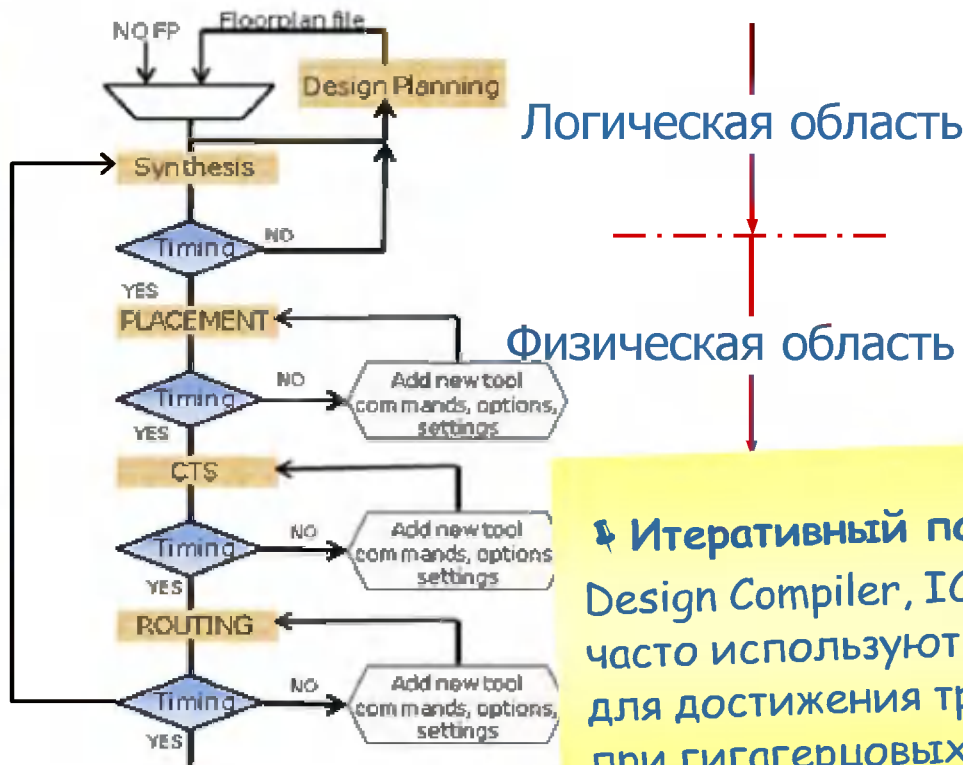 Floorplan file
NO FP
Design Planning
Логическая область
Synthesis
Timing
NO
YES
PLACEMENT
Физическая область
Timing
NO
Add new tool
commands, options,
settings
YES
CTS
Timing
NO
Add new tool
commands, options
settings
YES
ROUTING
Timing
NO
Add new tool
commands, options,
settings
YES
Итеративный
Design Compiler,
часто используют
для достижения
при гигагерцовых